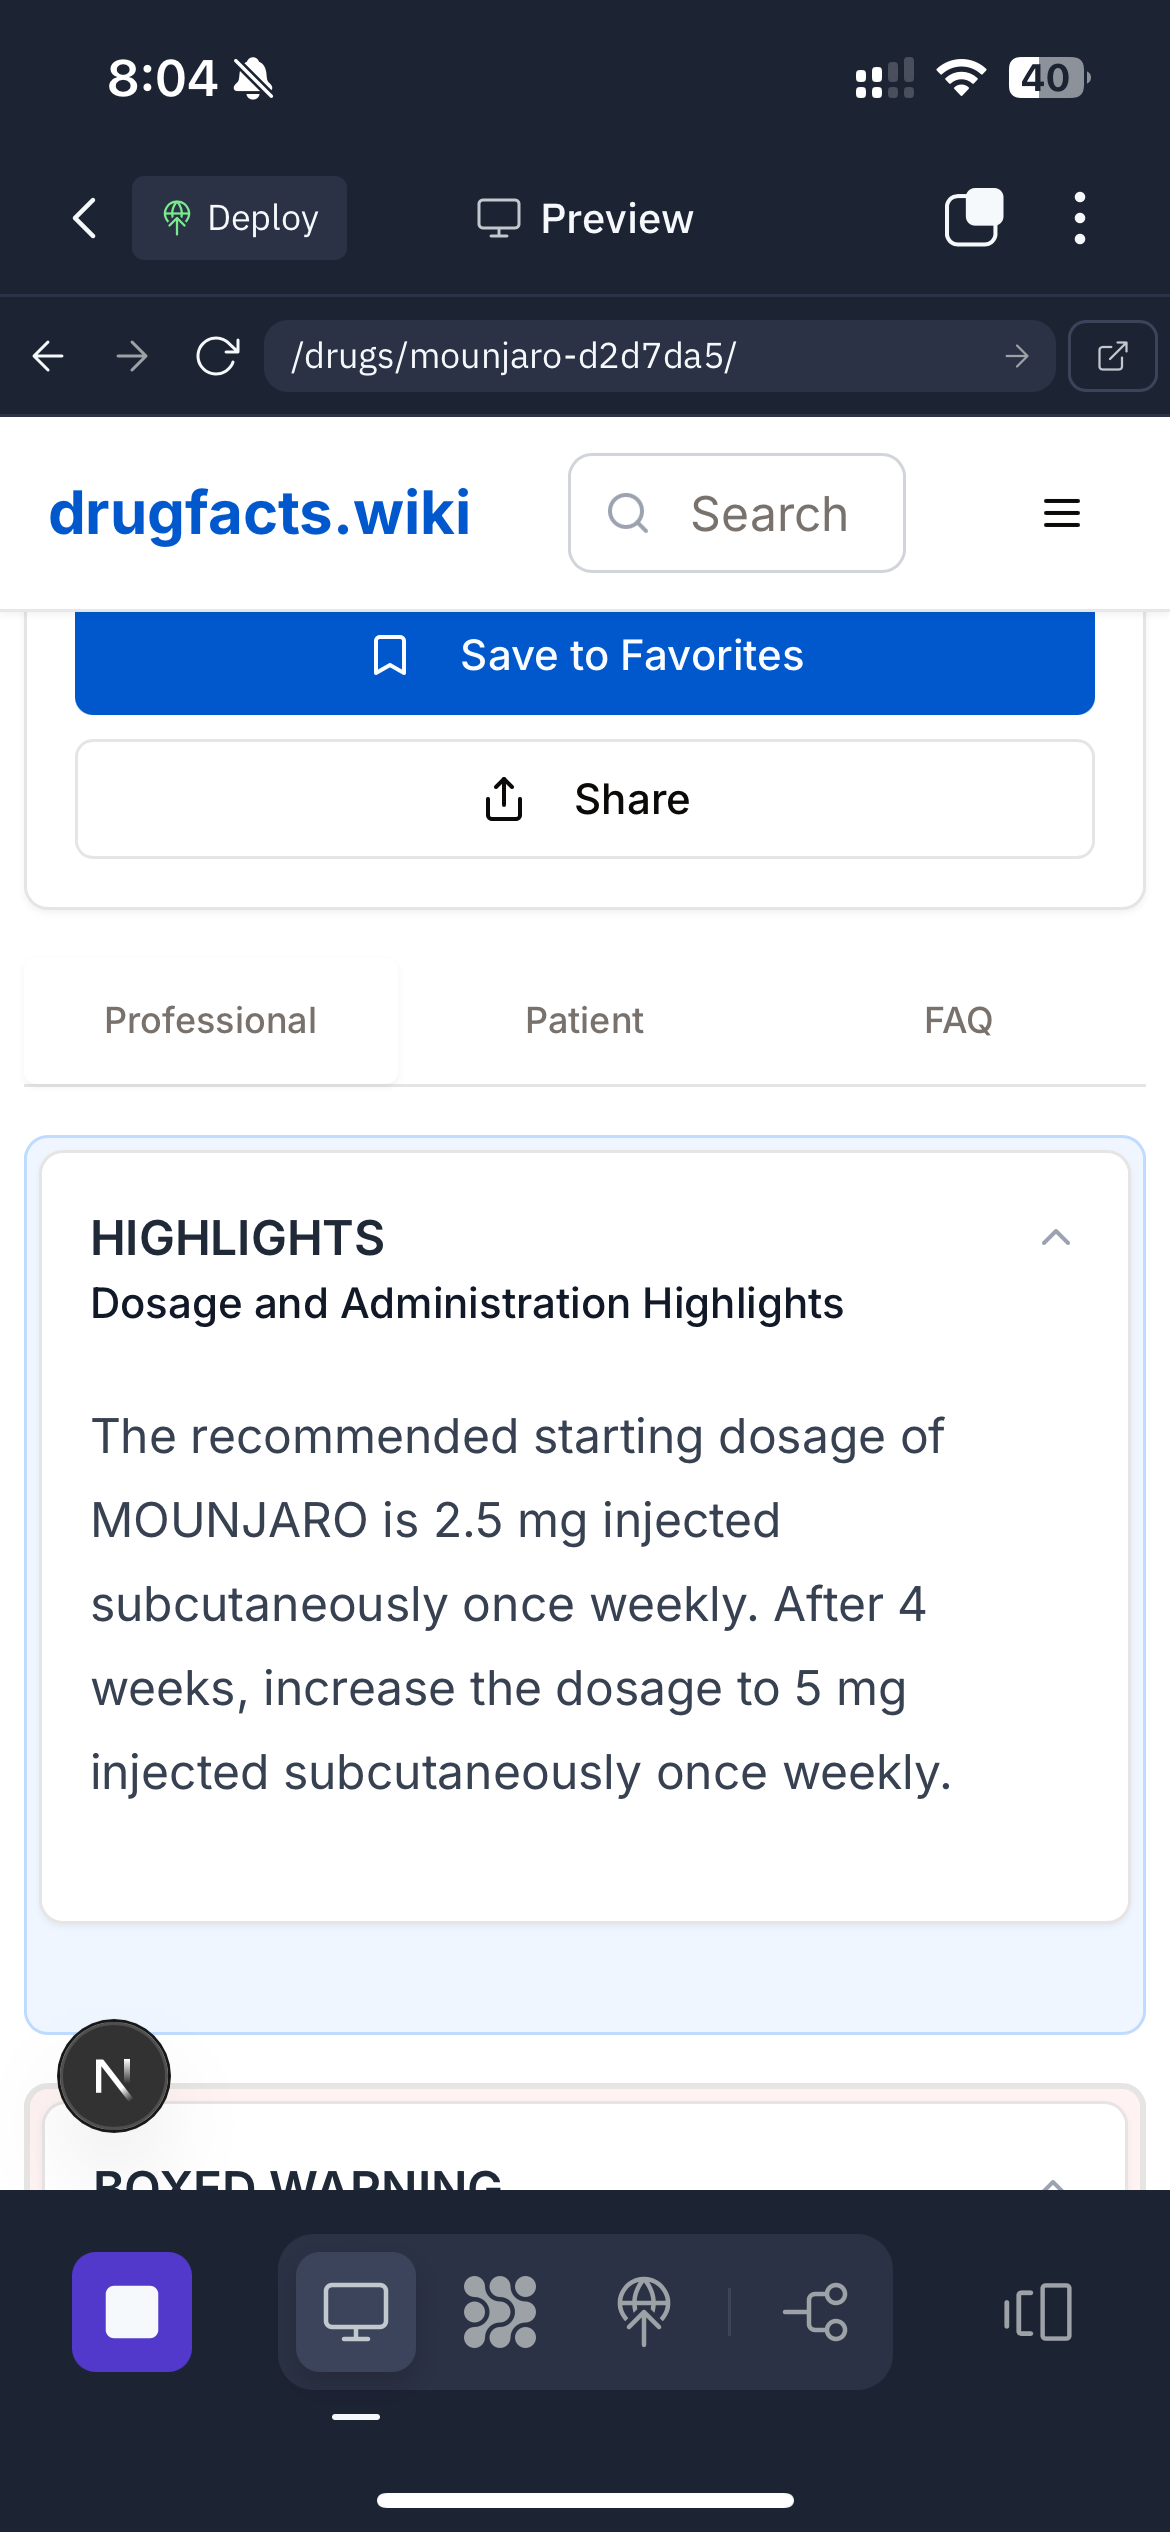 8:04
40
Deploy
Preview
/drugs/mounjaro-d2d7da5/
drugfacts.wiki
Search
Save to Favorites
Share
Professional
Patient
FAQ
HIGHLIGHTS
Dosage and Administration Highlights
The recommended starting dosage of
MOUNJARO is 2.5 mg injected
subcutaneously once weekly. After 4
weeks, increase the dosage to 5 mg
injected subcutaneously once weekly.
N
BOXED WARNING